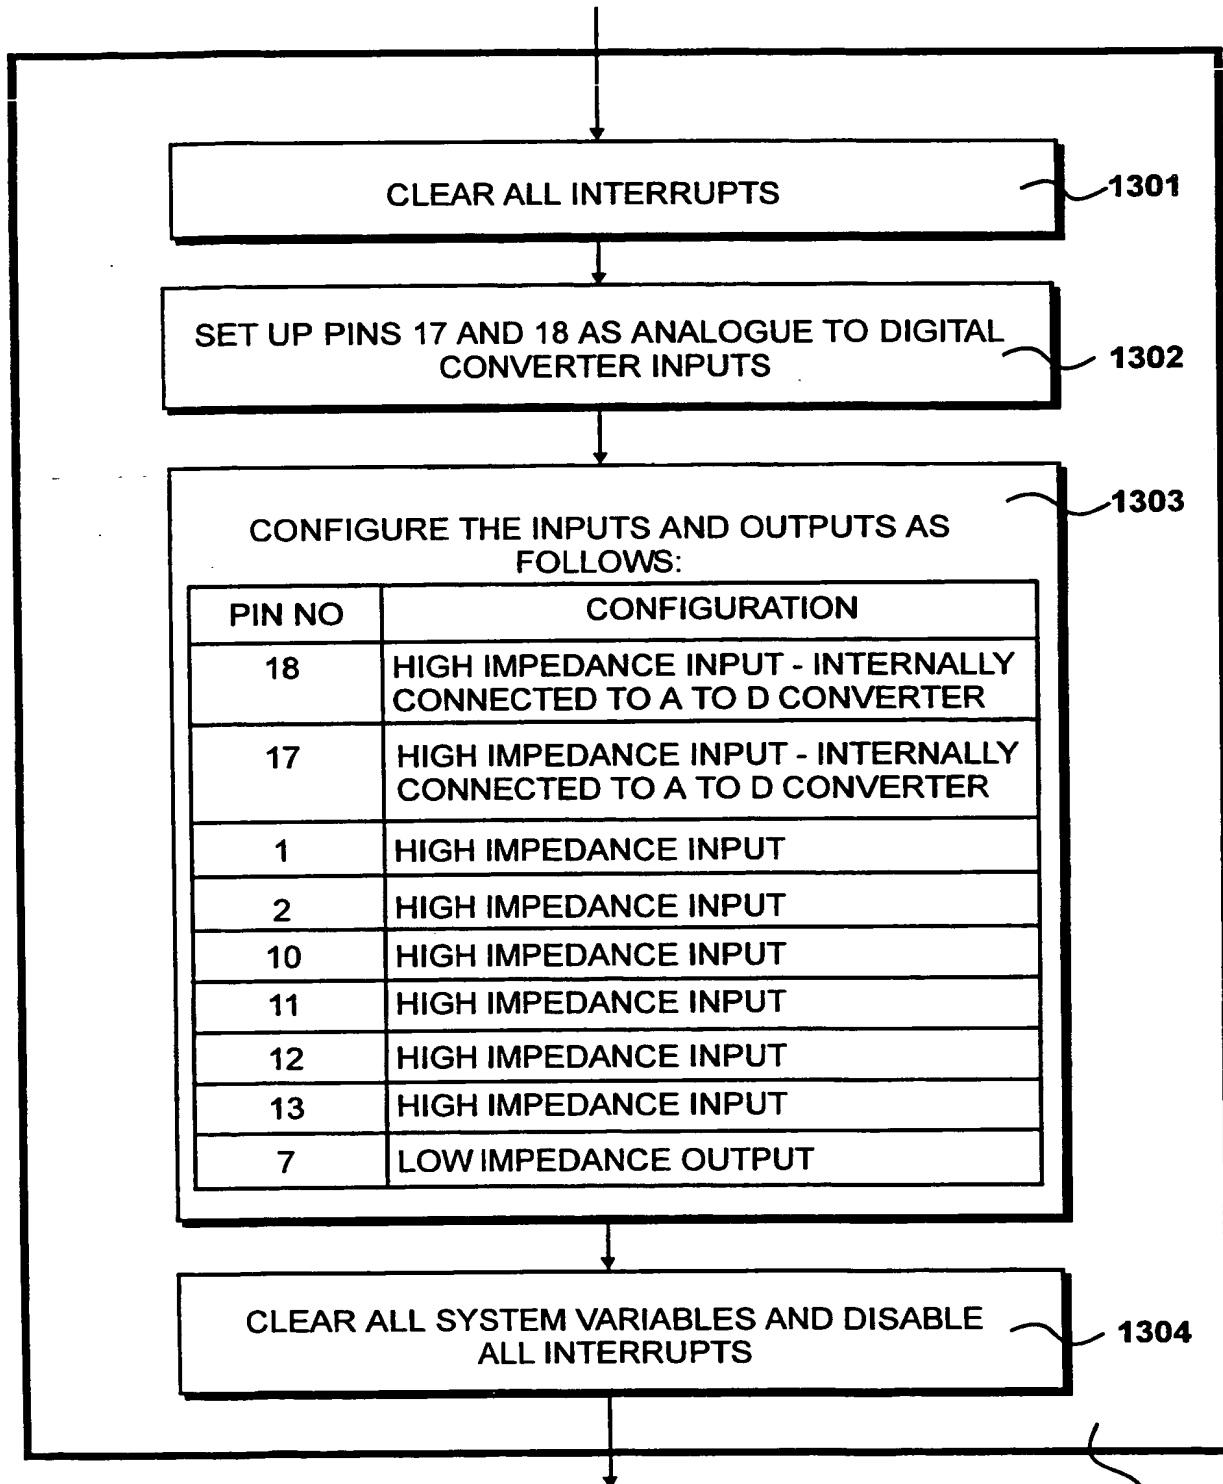 CLEAR ALL INTERRUPTS
1301
SET UP PINS 17 AND 18 AS ANALOGUE TO DIGITAL
CONVERTER INPUTS
1302
1303
CONFIGURE THE INPUTS AND OUTPUTS AS
FOLLOWS:
PIN NO CONFIGURATION
18 HIGH IMPEDANCE INPUT - INTERNALLY
CONNECTED TO A TO D CONVERTER
17 HIGH IMPEDANCE INPUT - INTERNALLY
CONNECTED TO A TO D CONVERTER
1 HIGH IMPEDANCE INPUT
2 HIGH IMPEDANCE INPUT
10 HIGH IMPEDANCE INPUT
11 HIGH IMPEDANCE INPUT
12 HIGH IMPEDANCE INPUT
13 HIGH IMPEDANCE INPUT
7 LOW IMPEDANCE OUTPUT
CLEAR ALL SYSTEM VARIABLES AND DISABLE
ALL INTERRUPTS
1304